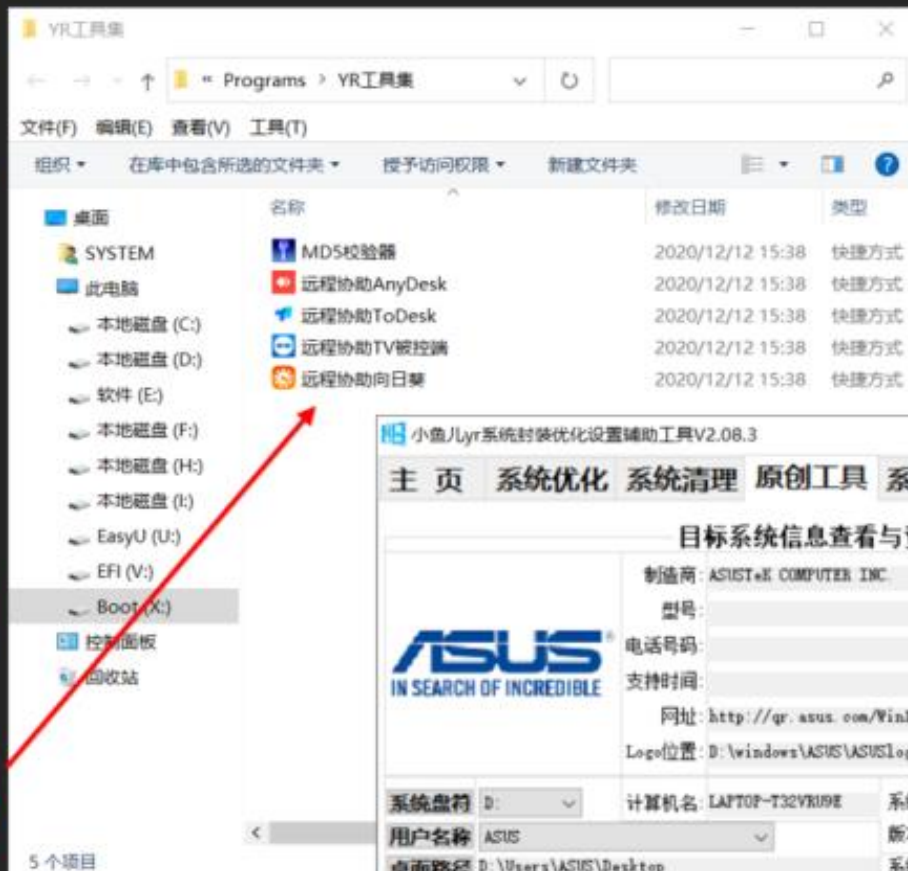 YR工具集
« Programs > YR工具集
文件(F) 编辑(E) 查看(V) 工具(T)
组织 在库中包含所选的文件夹 授予访问权限 新建文件夹
名称 修改日期 类型
桌面
SYSTEM
此电脑
本地磁盘 (C:)
本地磁盘 (D:)
软件 (E:)
本地磁盘 (F:)
本地磁盘 (H:)
本地磁盘 (I:)
EasyU (U:)
EFI (V:)
Boot (X:)
控制面板
回收站
MD5校验器 2020/12/12 15:38 快捷方式
远程协助AnyDesk 2020/12/12 15:38 快捷方式
远程协助ToDesk 2020/12/12 15:38 快捷方式
远程协助TV被控端 2020/12/12 15:38 快捷方式
远程协助向日葵 2020/12/12 15:38 快捷方式
5 个项目
小鱼儿yr系统封装优化设置辅助工具V2.08.3
主 页 系统优化 系统清理 原创工具 系
目标系统信息查看与
ASUS
IN SEARCH OF INCREDIBLE
制造商: ASUSTeK COMPUTER INC.
型号:
电话号码:
支持时间:
网址: http://qr.asus.com/Win
Logo位置: D:\windows\ASUS\ASUSlog
系统盘符 D: 计算机名: LAPTOP-T32VRU9E 系
用户名称 ASUS 版
桌面路径 D:\Users\ASUS\Desktop 系